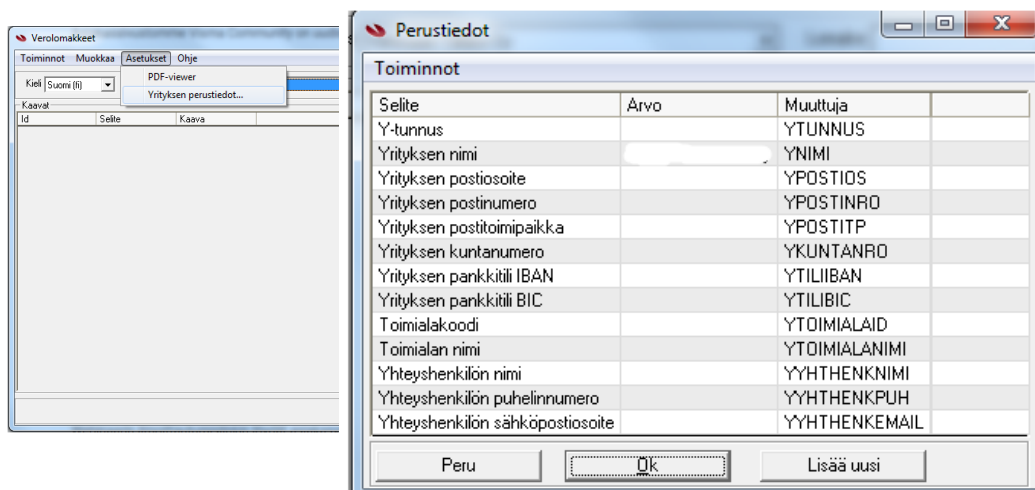 Verolomakkeet
Toiminnot Muokkaa Asetukset Ohje
PDF-viewer
Yrityksen perustiedot...
Kieli Suomi (fi)
Kaavat
Id Selite Kaava
Perustiedot
Toiminnot
Selite Arvo Muuttuja
Y-tunnus YTUNNUS
Yrityksen nimi YNIMI
Yrityksen postiosoite YPOSTIOS
Yrityksen postinumero YPOSTINRO
Yrityksen postitoimipaikka YPOSTITP
Yrityksen kuntanumero YKUNTANRO
Yrityksen pankkitili IBAN YTILIIBAN
Yrityksen pankkitili BIC YTILIBIC
Toimialakoodi YTOIMIALAID
Toimialan nimi YTOIMIALANIMI
Yhteyshenkilön nimi YYHTHENKNIMI
Yhteyshenkilön puhelinnumero YYHTHENKPUH
Yhteyshenkilön sähköpostiosoite YYHTHENKEMAIL
Peru Ok Lisää uusi